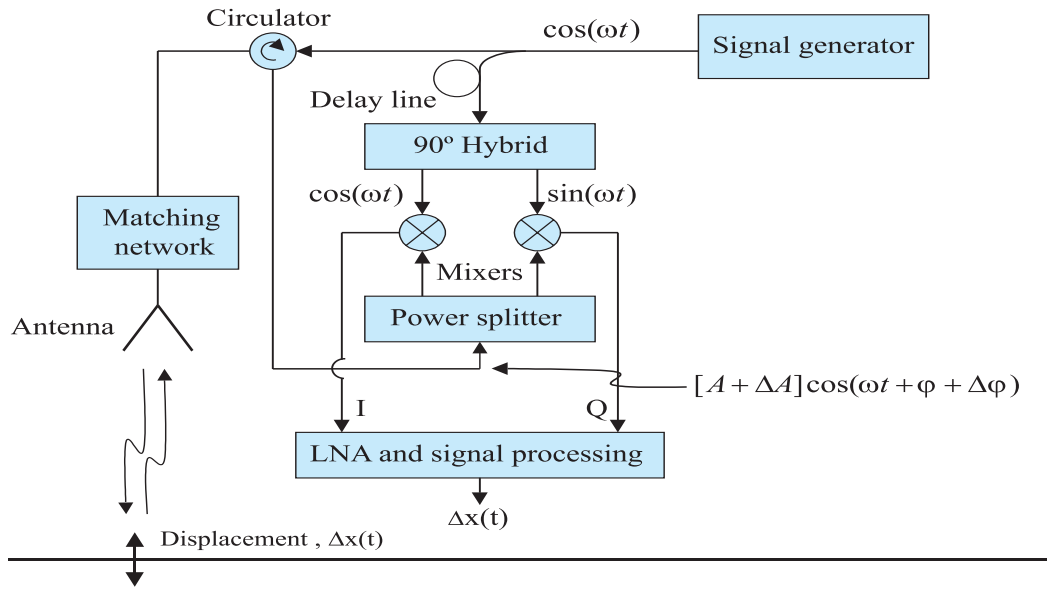 Circulator
cos(ωt)
Signal generator
Delay line
90º Hybrid
cos(ωt)
sin(ωt)
Matching
network
Mixers
Antenna
Power splitter
[A + ΔA]cos(ωt + φ + Δφ)
I
Q
LNA and signal processing
Δx(t)
Displacement , Δx(t)